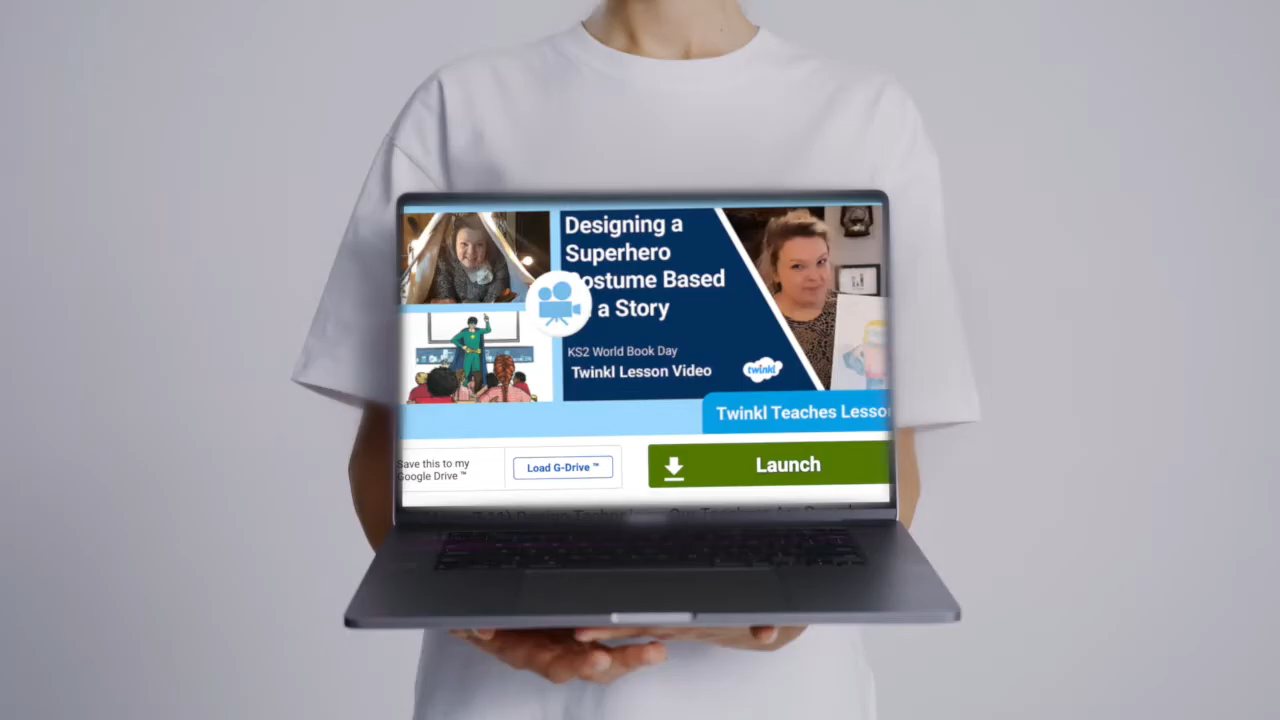 Designing a
Superhero
Costume Based
a Story
KS2 World Book Day
Twinkl Lesson Video
twinkl
Twinkl Teaches Lesso
Save this to my
Google Drive ™
Load G-Drive ™
Launch